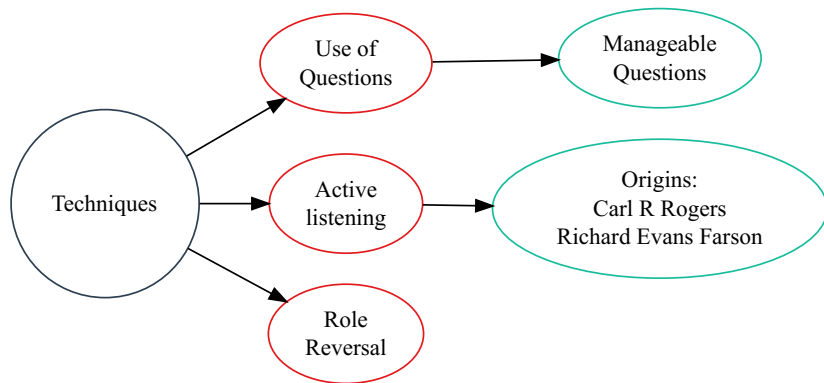 Use of
Questions
Manageable
Questions
Techniques
Active
listening
Origins:
Carl R Rogers
Richard Evans Farson
Role
Reversal